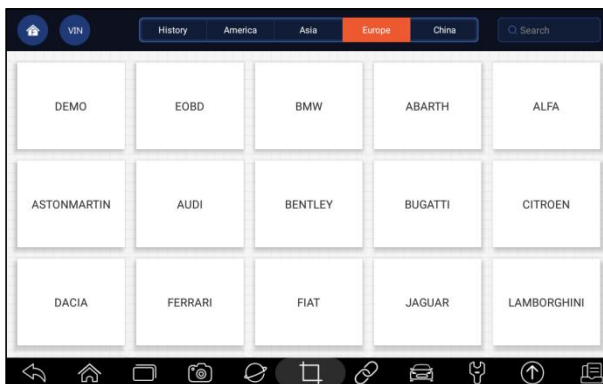 VIN History America Asia Europe China Search
DEMO EOBD BMW ABARTH ALFA
ASTONMARTIN AUDI BENTLEY BUGATTI CITROEN
DACIA FERRARI FIAT JAGUAR LAMBORGHINI